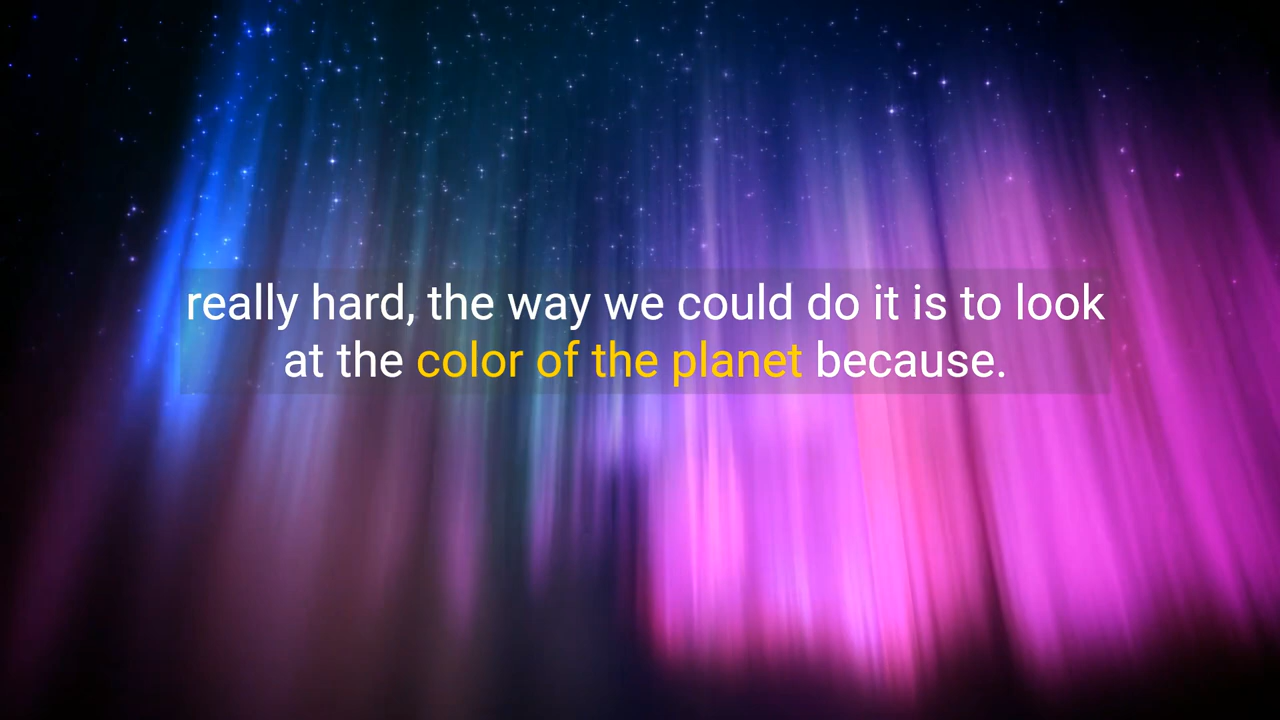 really hard, the way we could do it is to look
at the color of the planet because.